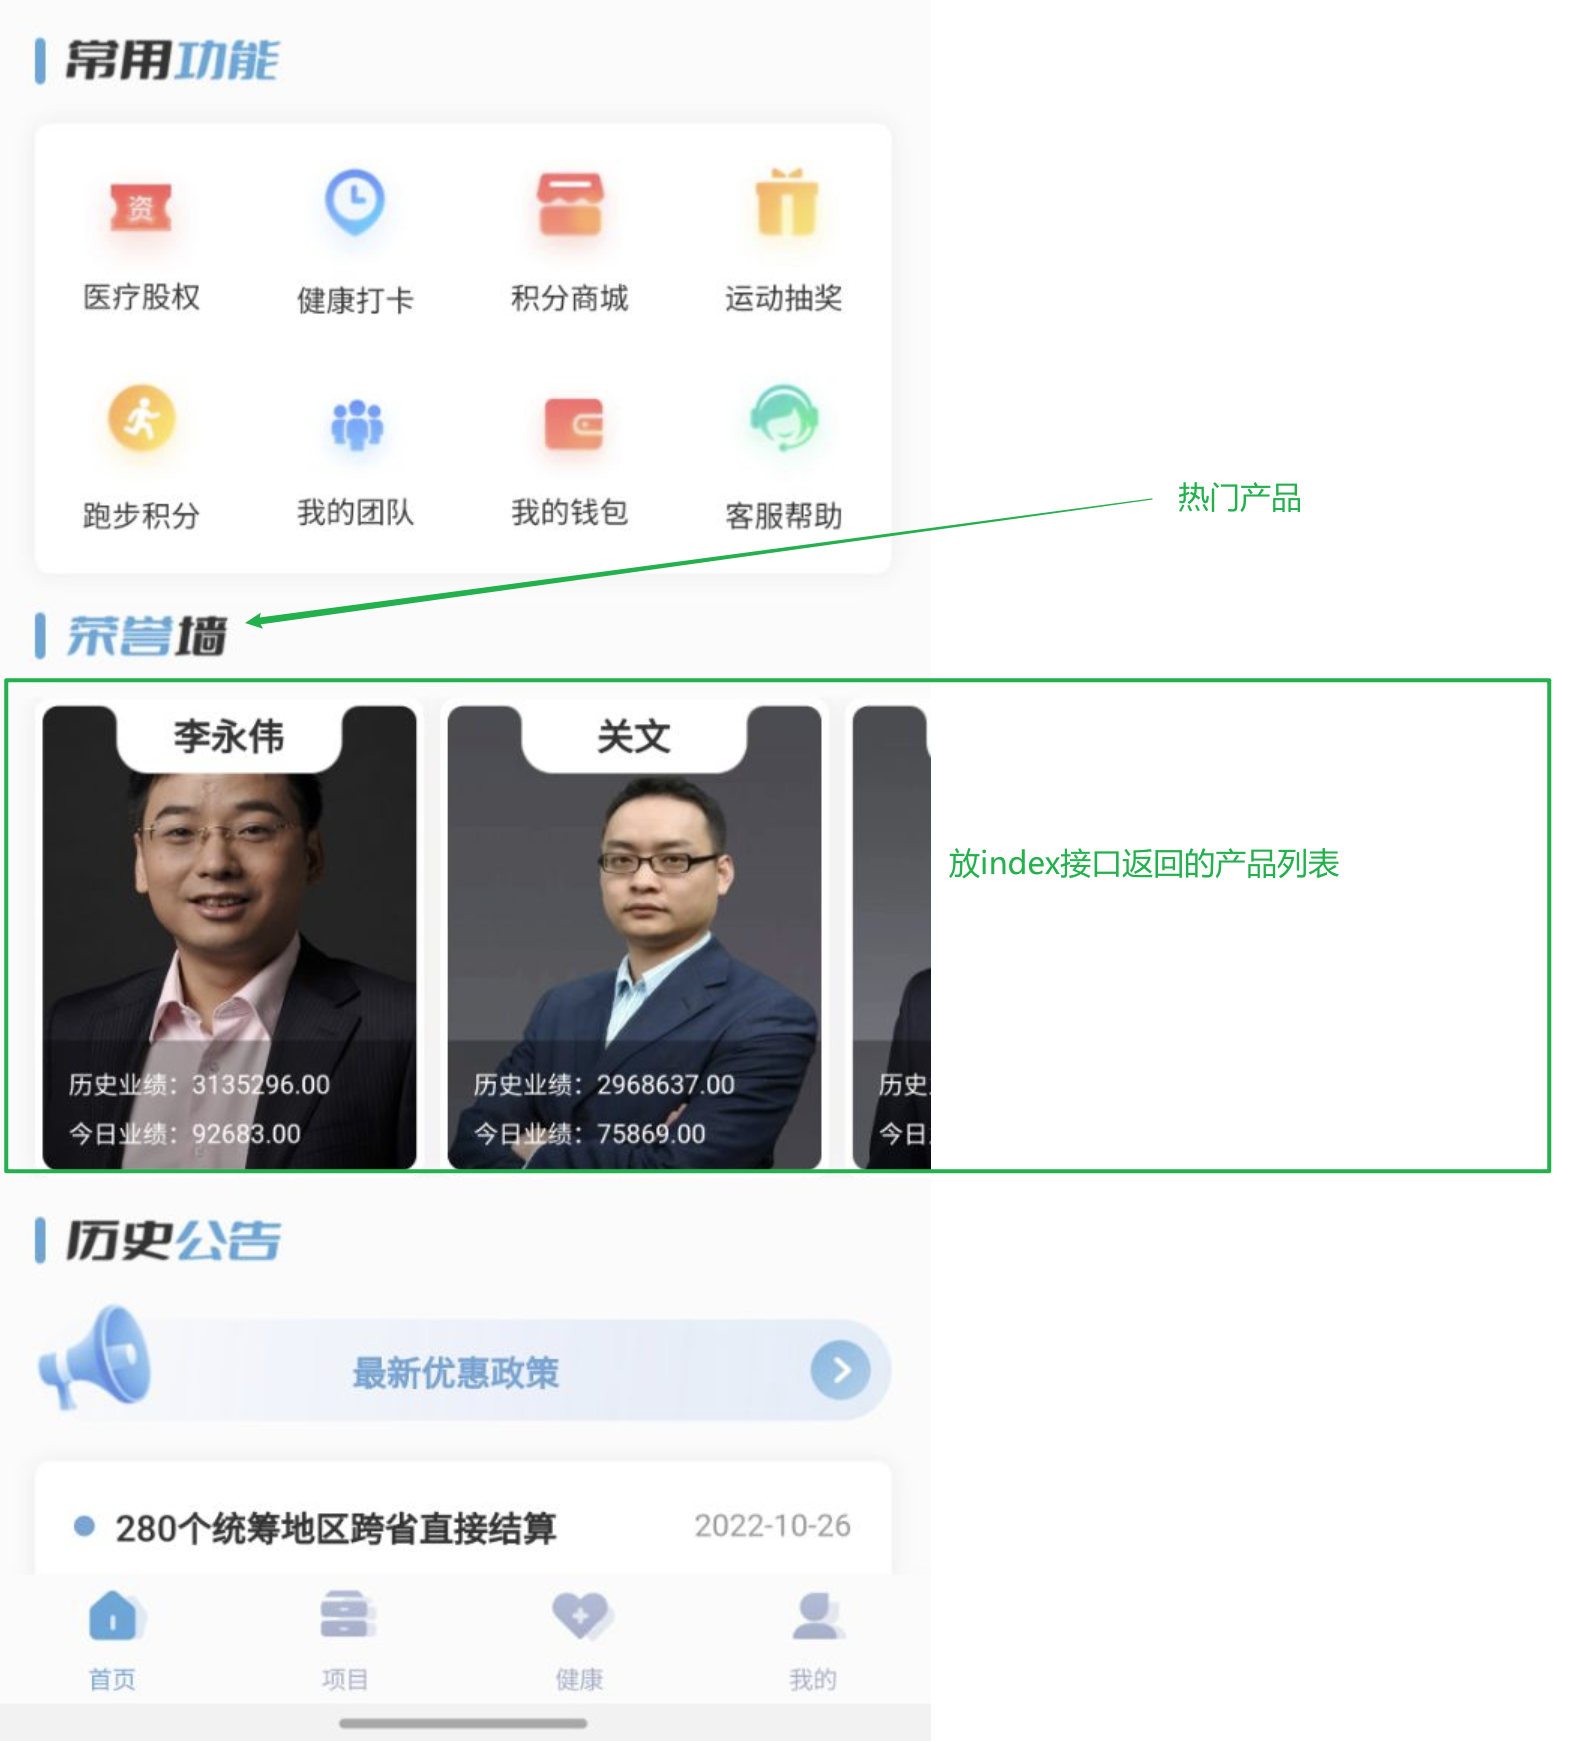 常用功能
资
医疗股权
健康打卡
积分商城
运动抽奖
跑步积分
我的团队
我的钱包
客服帮助
热门产品
荣誉墙
李永伟
关文
放index接口返回的产品列表
历史业绩：3135296.00
今日业绩：92683.00
历史业绩：2968637.00
今日业绩：75869.00
历史
今日
历史公告
最新优惠政策
280个统筹地区跨省直接结算
2022-10-26
首页
项目
健康
我的